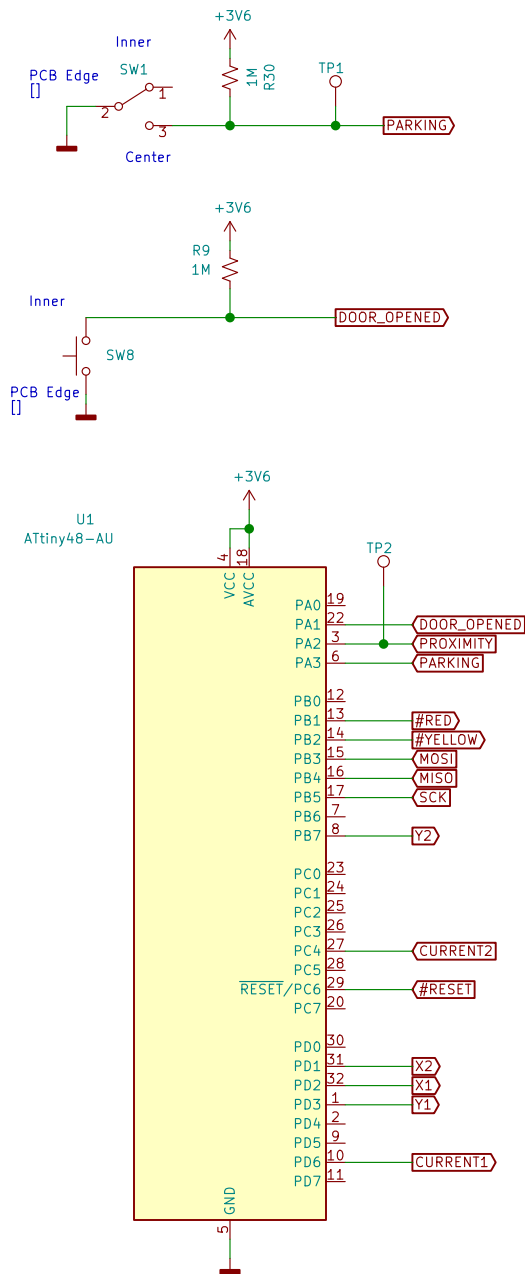 +3V6
Inner
SW1
PCB Edge
[]
1M
R30
TP1
1
2
3
PARKING
Center
+3V6
R9
1M
Inner
DOOR_OPENED
SW8
PCB Edge
[]
+3V6
U1
ATtiny48-AU
4
18
VCC
AVCC
TP2
PA0 19
PA1 22 DOOR_OPENED
PA2 3 PROXIMITY
PA3 6 PARKING
PB0 12
PB1 13 #RED
PB2 14 #YELLOW
PB3 15 MOSI
PB4 16 MISO
PB5 17 SCK
PB6 7
PB7 8 Y2
PC0 23
PC1 24
PC2 25
PC3 26
PC4 27 CURRENT2
PC5 28
RESET/PC6 29 #RESET
PC7 20
PD0 30
PD1 31 X2
PD2 32 X1
PD3 1 Y1
PD4 2
PD5 9
PD6 10 CURRENT1
PD7 11
GND
5